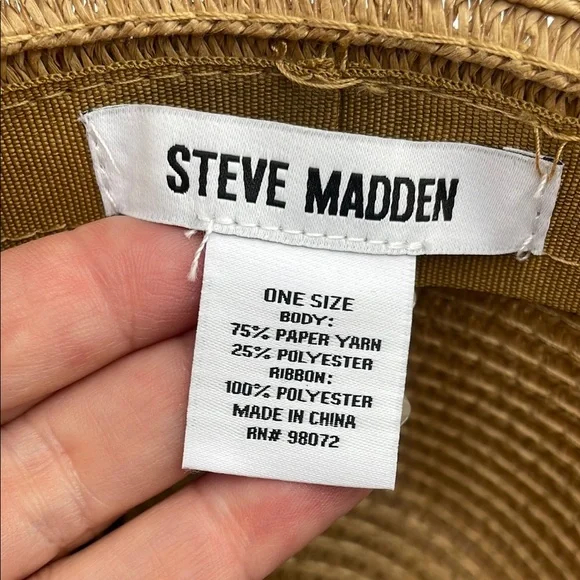 STEVE MADDEN
ONE SIZE
BODY:
75% PAPER YARN
25% POLYESTER
RIBBON:
100% POLYESTER
MADE IN CHINA
RN# 98072